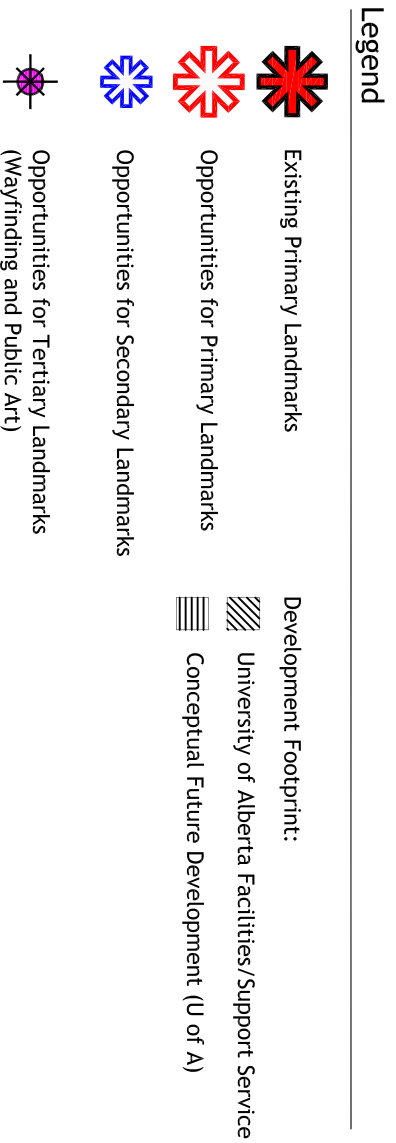 Legend
Existing Primary Landmarks
Opportunities for Primary Landmarks
Opportunities for Secondary Landmarks
Opportunities for Tertiary Landmarks
(Wayfinding and Public Art)
Development Footprint:
University of Alberta Facilities/Support Service
Conceptual Future Development (U of A)